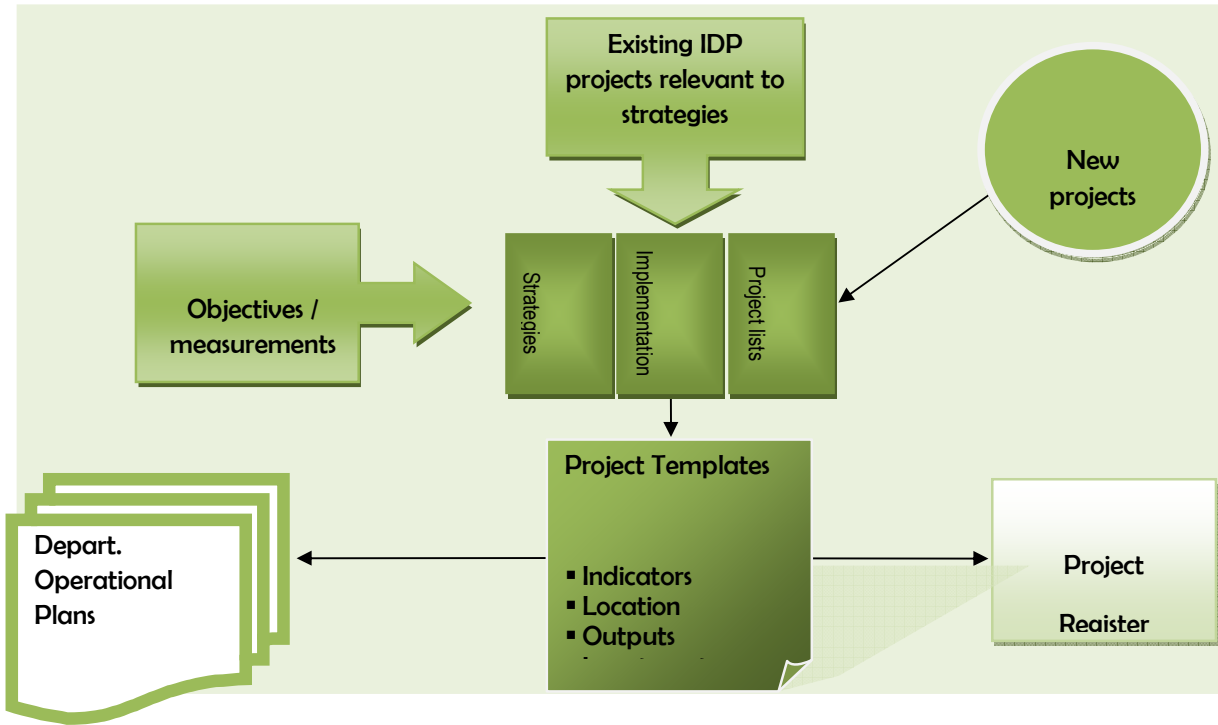 Existing IDP
projects relevant to
strategies
New
projects
Objectives /
measurements
Strategies
Implementation
Project lists
Project Templates
▪ Indicators
▪ Location
▪ Outputs
Depart.
Operational
Plans
Project
Register